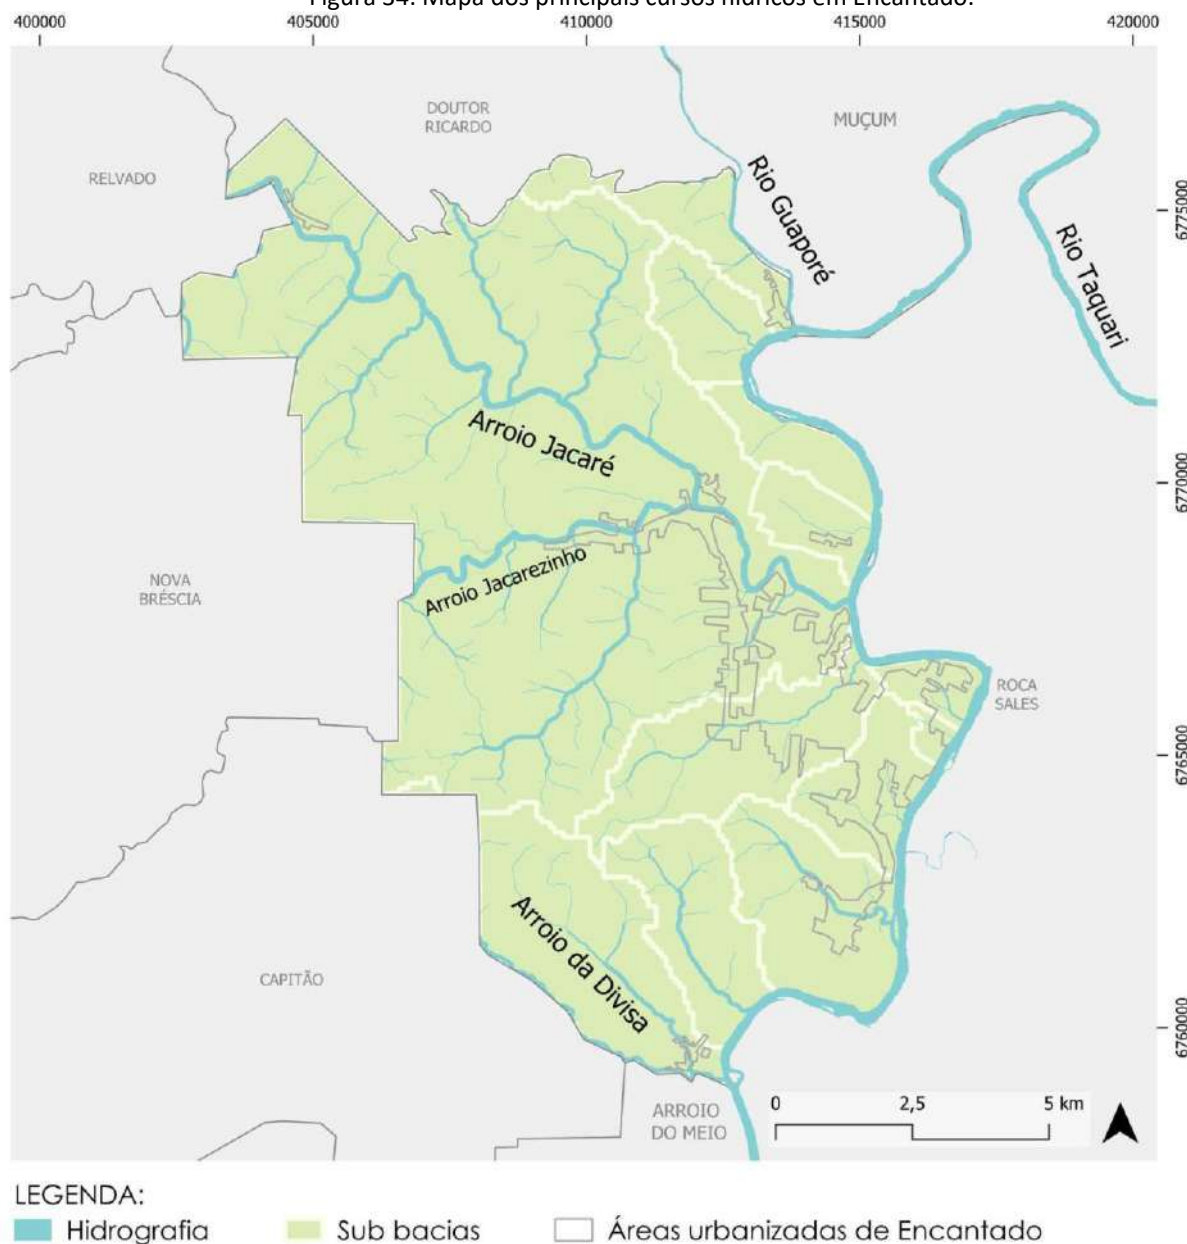 Figura 34: Mapa dos principais cursos hídricos em Encantado.
400000 405000 410000 415000 420000
DOUTOR
RICARDO
MUÇUM
RELVADO
Rio Guaporé
6775000
Rio Taquari
Arroio Jacaré
6770000
NOVA
BRÉSCIA
Arroio Jacarezinho
ROCA
SALES
6765000
Arroio da Divisa
CAPITÃO
6760000
ARROIO
DO MEIO
0 2,5 5 km
LEGENDA:
Hidrografia Sub bacias Áreas urbanizadas de Encantado